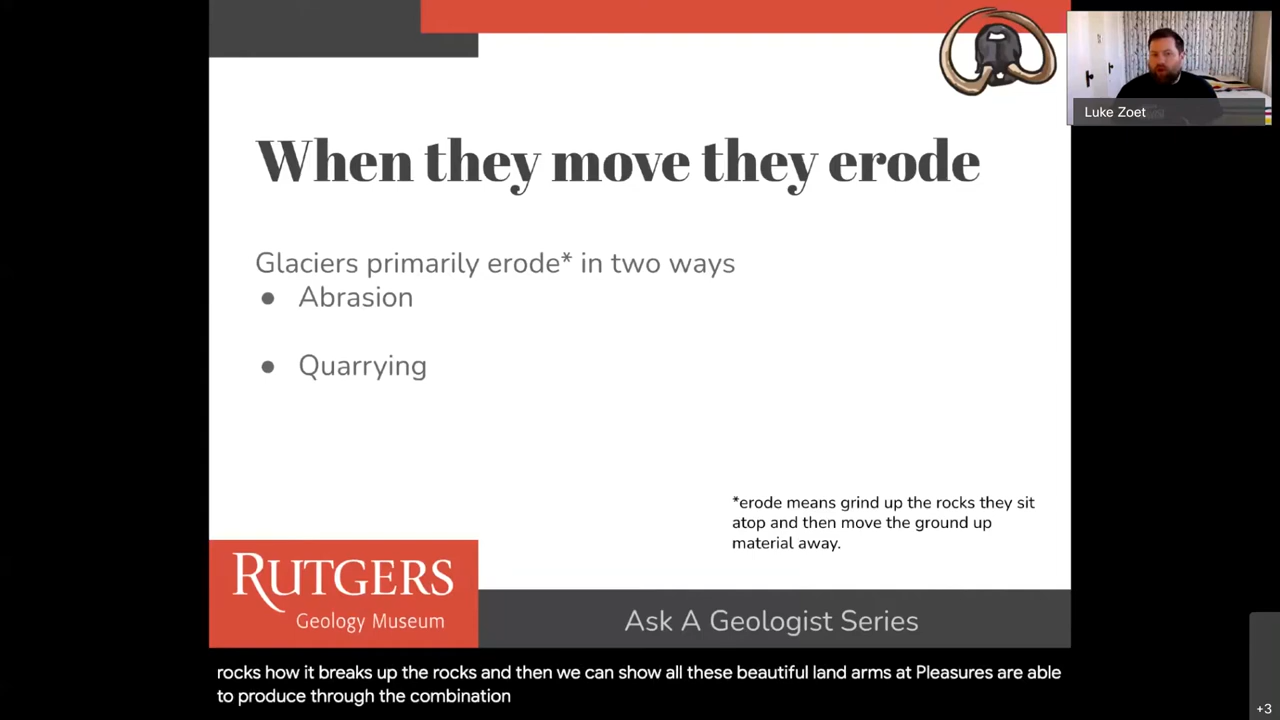 Luke Zoet
When they move they erode
Glaciers primarily erode* in two ways
● Abrasion
● Quarrying
*erode means grind up the rocks they sit
atop and then move the ground up
material away.
RUTGERS
Geology Museum
Ask A Geologist Series
rocks how it breaks up the rocks and then we can show all these beautiful land arms at Pleasures are able
to produce through the combination
+3